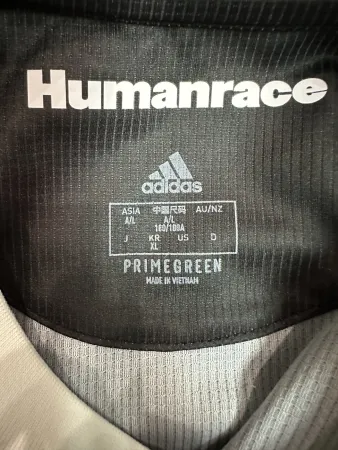 Humanrace
adidas
ASIA 中国尺码 AU/NZ
A/L A/L
180/100A
J KR US D
XL
PRIMEGREEN
MADE IN VIETNAM